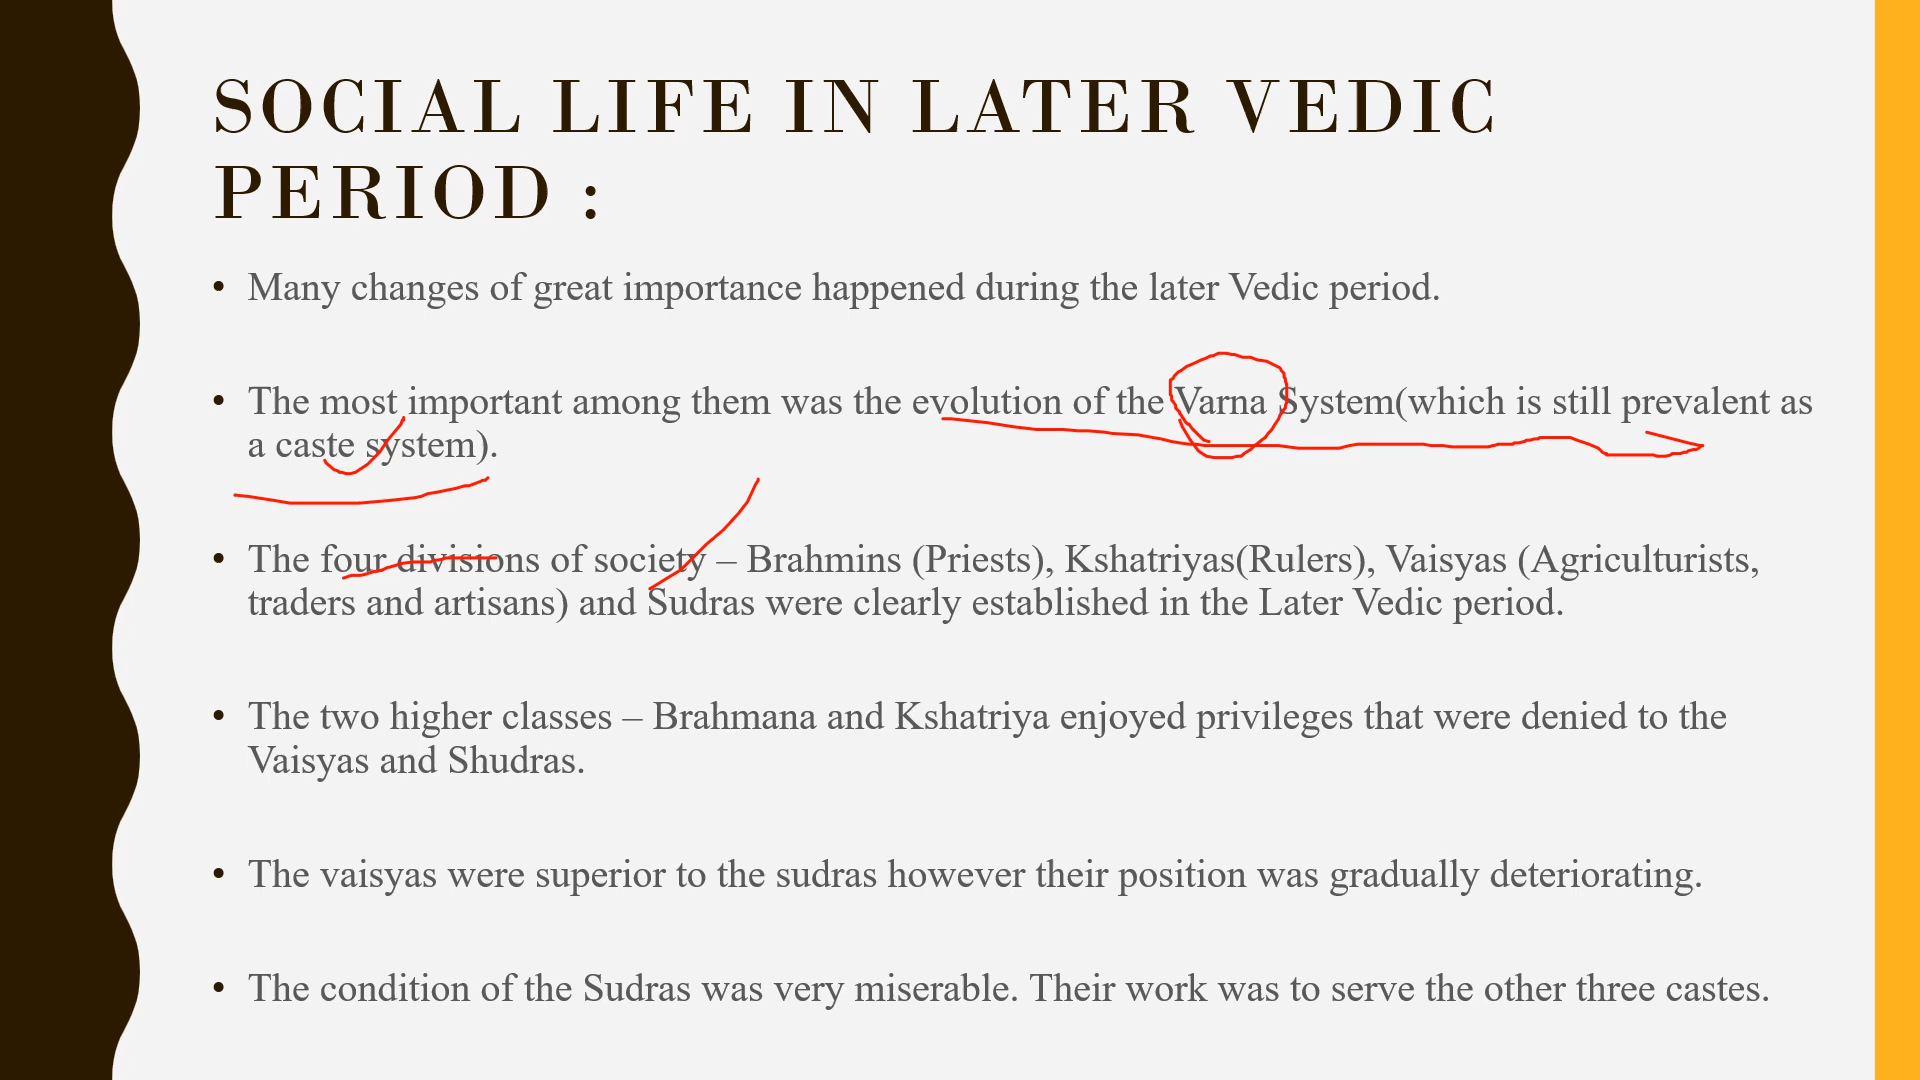 SOCIAL LIFE IN LATER VEDIC
PERIOD :
• Many changes of great importance happened during the later Vedic period.
• The most important among them was the evolution of the Varna System(which is still prevalent as
a caste system).
• The four divisions of society – Brahmins (Priests), Kshatriyas(Rulers), Vaisyas (Agriculturists,
traders and artisans) and Sudras were clearly established in the Later Vedic period.
• The two higher classes – Brahmana and Kshatriya enjoyed privileges that were denied to the
Vaisyas and Shudras.
• The vaisyas were superior to the sudras however their position was gradually deteriorating.
• The condition of the Sudras was very miserable. Their work was to serve the other three castes.